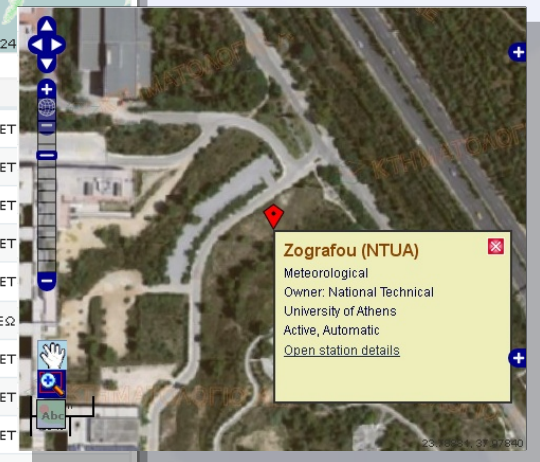 24
ET
ET
ET
ET
ET
ΕΩ
ET
ET
ET
Zografou (NTUA)
Meteorological
Owner: National Technical
University of Athens
Active, Automatic
Open station details
Abc